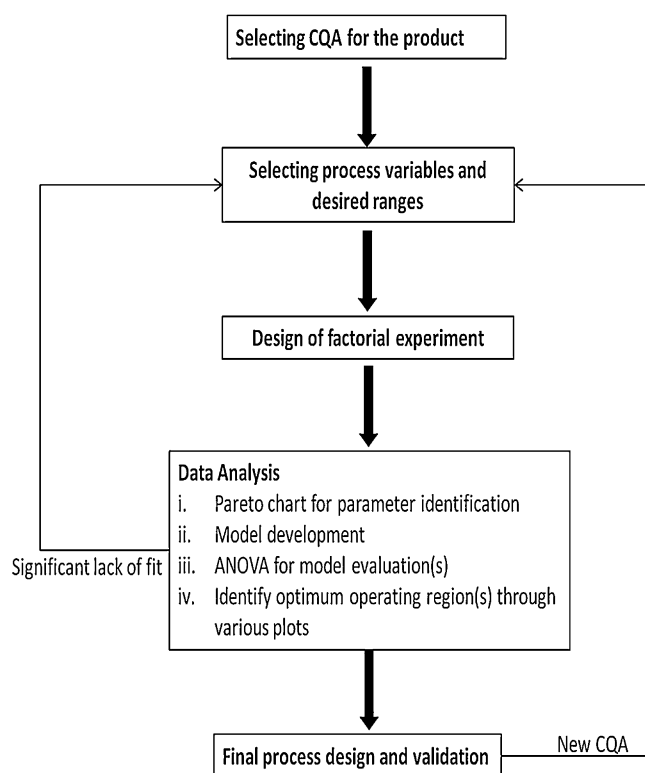 Selecting CQA for the product
Selecting process variables and
desired ranges
Design of factorial experiment
Data Analysis
i. Pareto chart for parameter identification
ii. Model development
iii. ANOVA for model evaluation(s)
iv. Identify optimum operating region(s) through
various plots
Significant lack of fit
Final process design and validation
New CQA